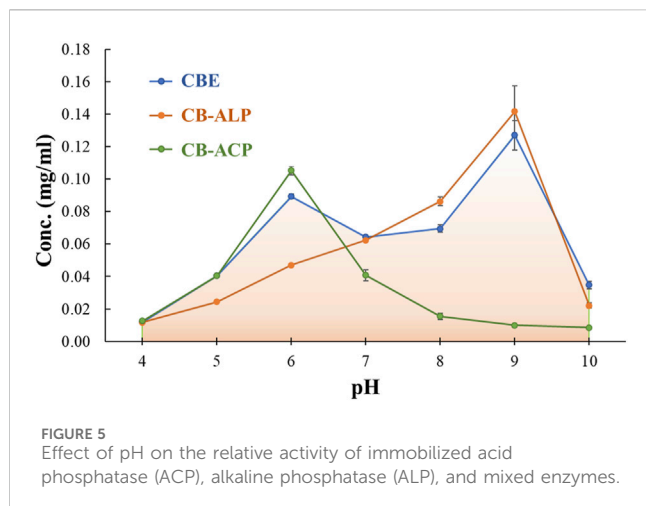 0.18
0.16
0.14
0.12
0.10
0.08
0.06
0.04
0.02
0.00
Conc. (mg/ml)
CBE
CB-ALP
CB-ACP
4 5 6 7 8 9 10
pH
FIGURE 5
Effect of pH on the relative activity of immobilized acid
phosphatase (ACP), alkaline phosphatase (ALP), and mixed enzymes.